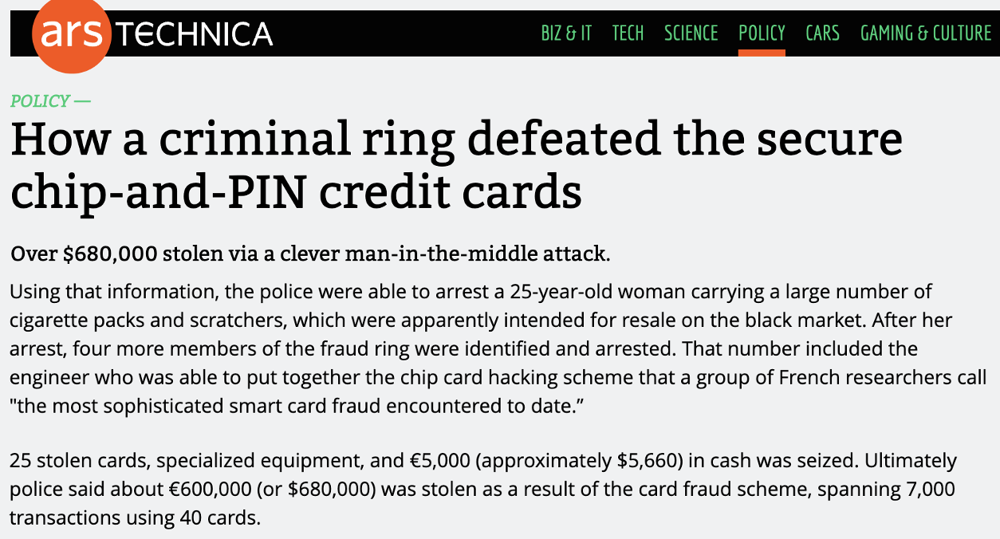 ars TECHNICA
BIZ & IT TECH SCIENCE POLICY CARS GAMING & CULTURE
POLICY —
How a criminal ring defeated the secure
chip-and-PIN credit cards
Over $680,000 stolen via a clever man-in-the-middle attack.
Using that information, the police were able to arrest a 25-year-old woman carrying a large number of
cigarette packs and scratchers, which were apparently intended for resale on the black market. After her
arrest, four more members of the fraud ring were identified and arrested. That number included the
engineer who was able to put together the chip card hacking scheme that a group of French researchers call
"the most sophisticated smart card fraud encountered to date.”
25 stolen cards, specialized equipment, and €5,000 (approximately $5,660) in cash was seized. Ultimately
police said about €600,000 (or $680,000) was stolen as a result of the card fraud scheme, spanning 7,000
transactions using 40 cards.